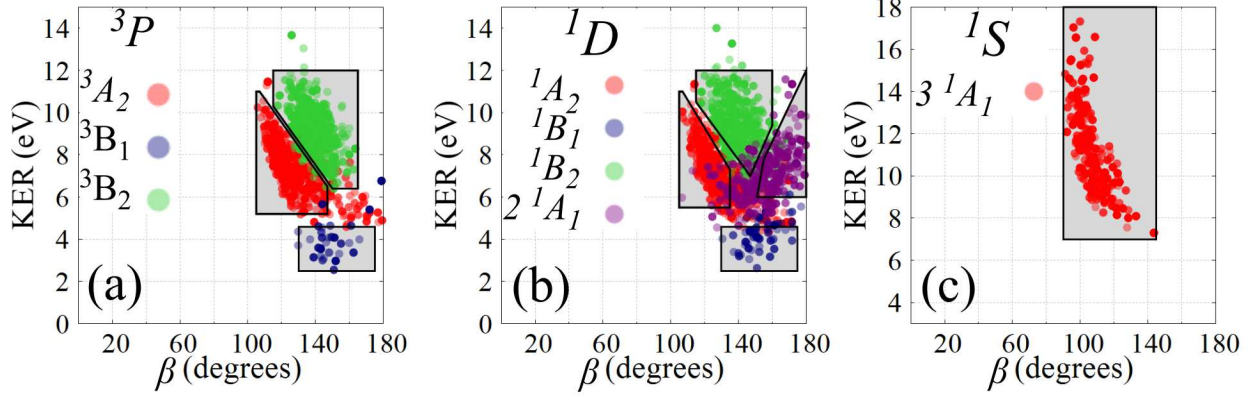 ³P
³A₂
³B₁
³B₂
(a)
KER (eV)
14
12
10
8
6
4
2
0
20
60
100
140
180
β (degrees)
¹D
¹A₂
¹B₁
¹B₂
2 ¹A₁
(b)
KER (eV)
14
12
10
8
6
4
2
0
20
60
100
140
180
β (degrees)
¹S
3 ¹A₁
(c)
KER (eV)
18
16
14
12
10
8
6
4
20
60
100
140
180
β (degrees)